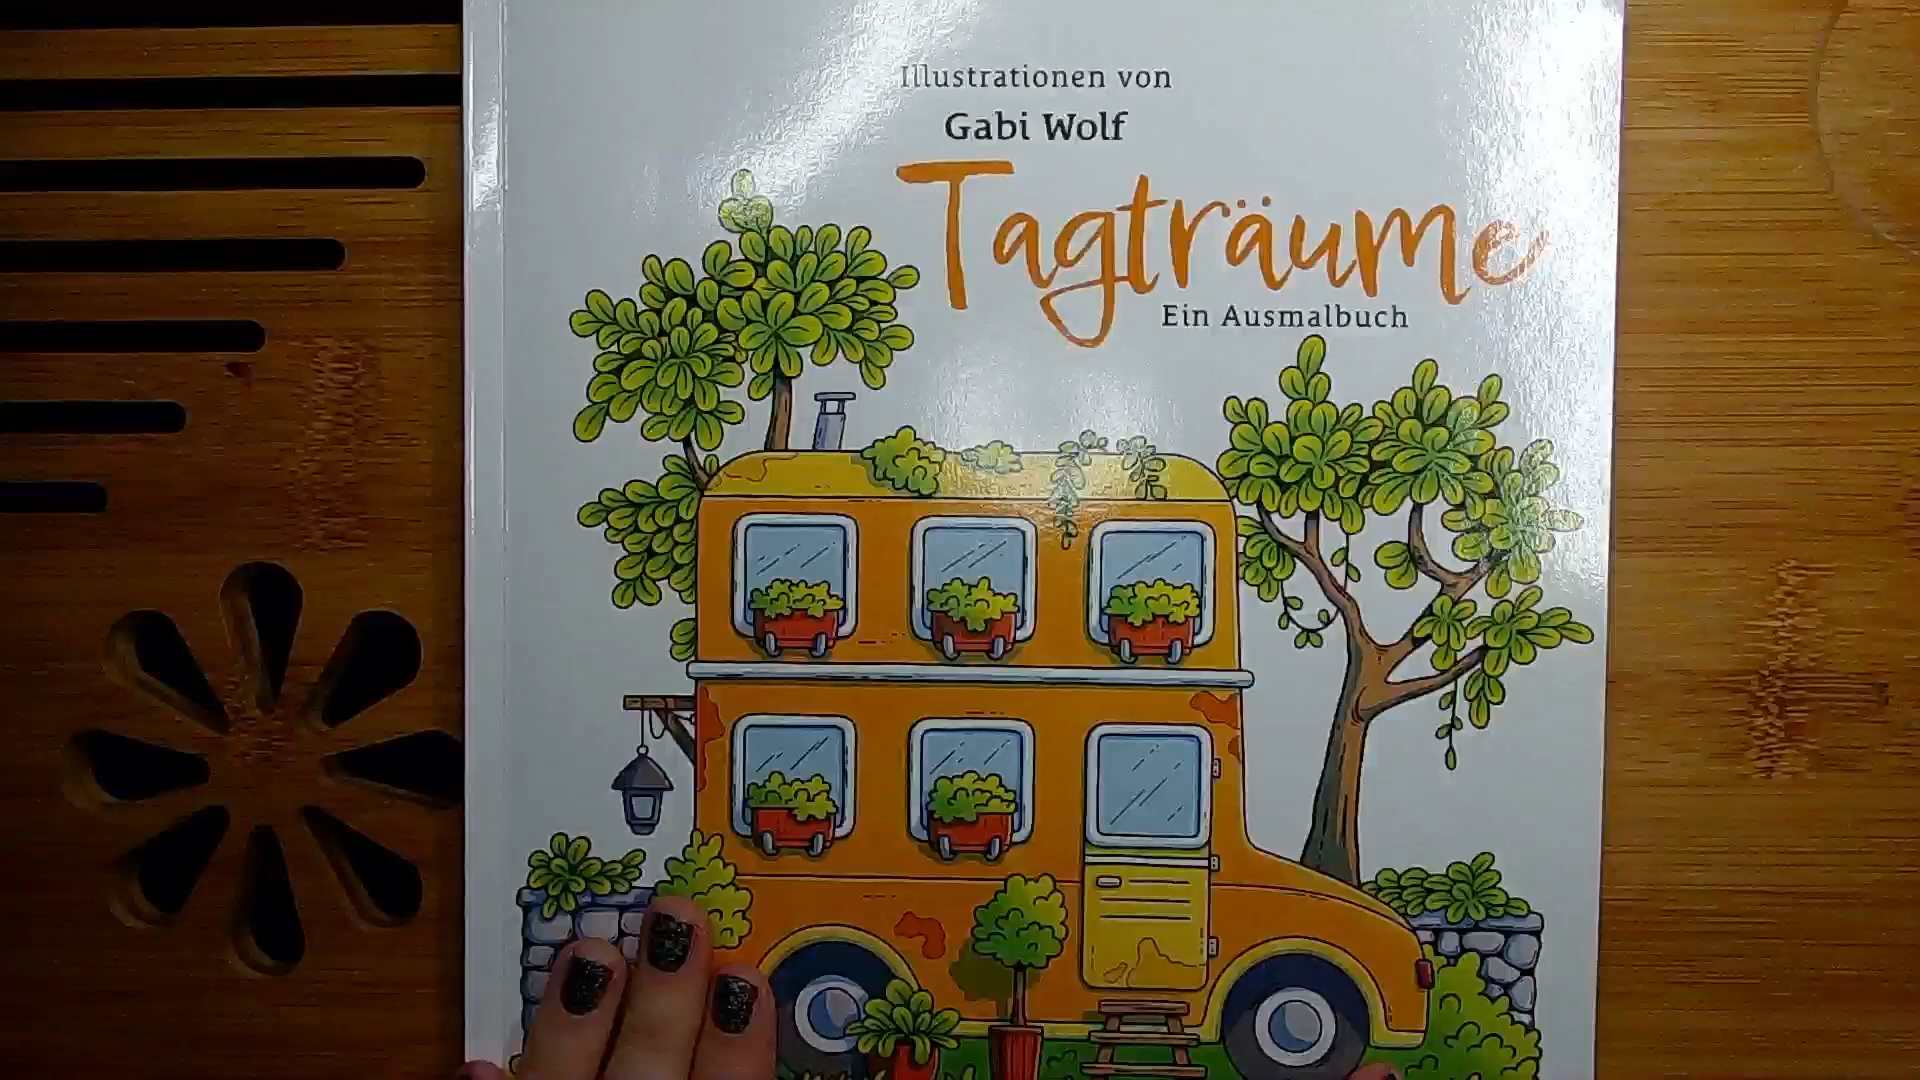 Illustrationen von
Gabi Wolf
Tagträume
Ein Ausmalbuch